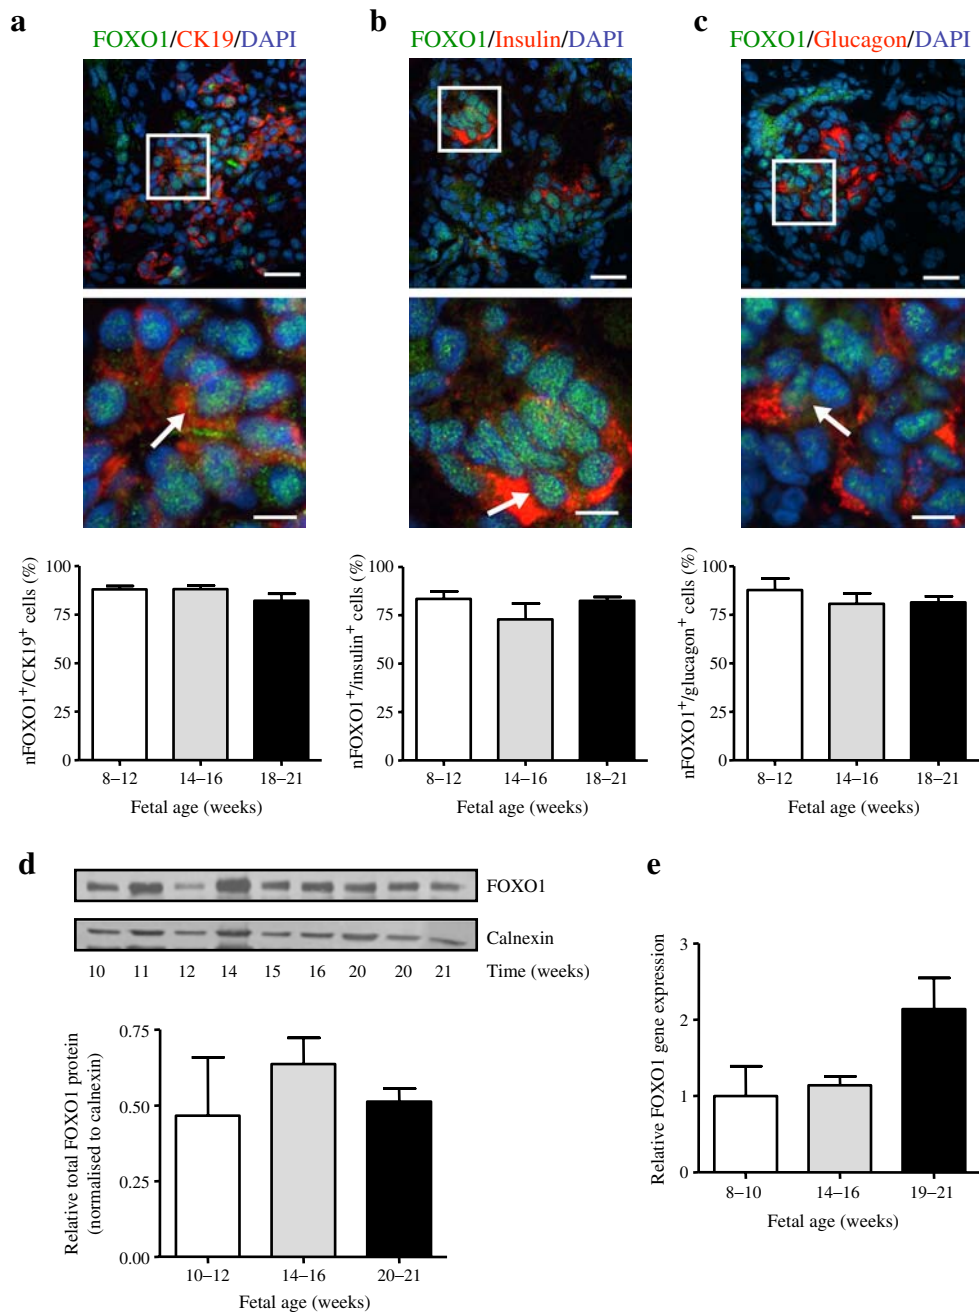 a
FOXO1/CK19/DAPI
b
FOXO1/Insulin/DAPI
c
FOXO1/Glucagon/DAPI
nFOXO1⁺/CK19⁺ cells (%)
100
75
50
25
0
8–12 14–16 18–21
Fetal age (weeks)
nFOXO1⁺/insulin⁺ cells (%)
100
75
50
25
0
8–12 14–16 18–21
Fetal age (weeks)
nFOXO1⁺/glucagon⁺ cells (%)
100
75
50
25
0
8–12 14–16 18–21
Fetal age (weeks)
d
FOXO1
Calnexin
10 11 12 14 15 16 20 20 21 Time (weeks)
Relative total FOXO1 protein
(normalised to calnexin)
0.75
0.50
0.25
0.00
10–12 14–16 20–21
Fetal age (weeks)
e
Relative FOXO1 gene expression
3
2
1
0
8–10 14–16 19–21
Fetal age (weeks)